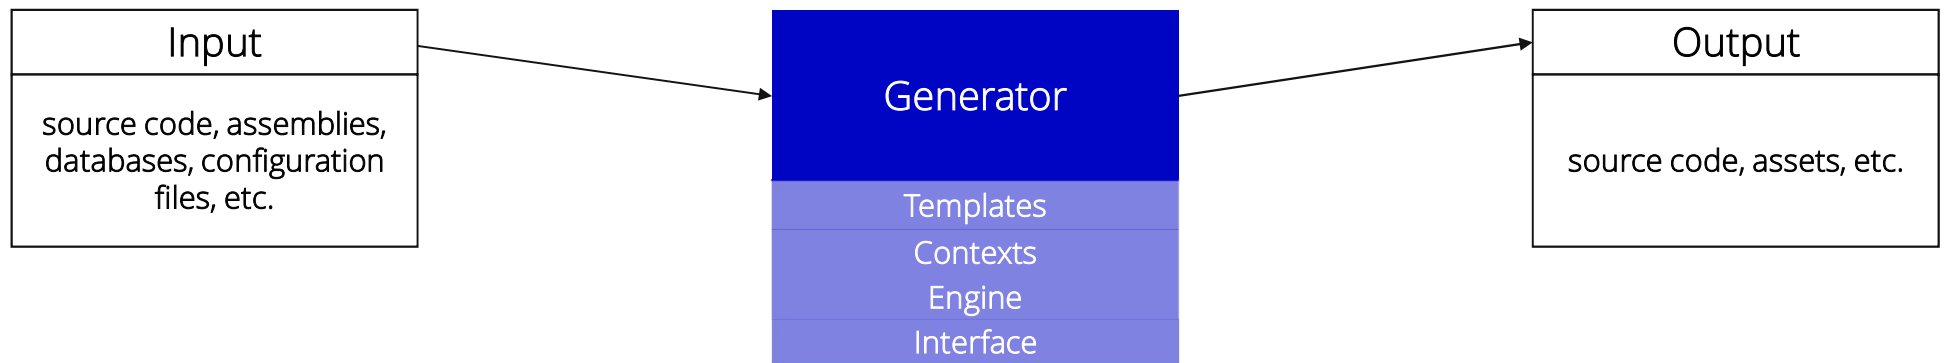 Input
source code, assemblies,
databases, configuration
files, etc.
Generator
Templates
Contexts
Engine
Interface
Output
source code, assets, etc.